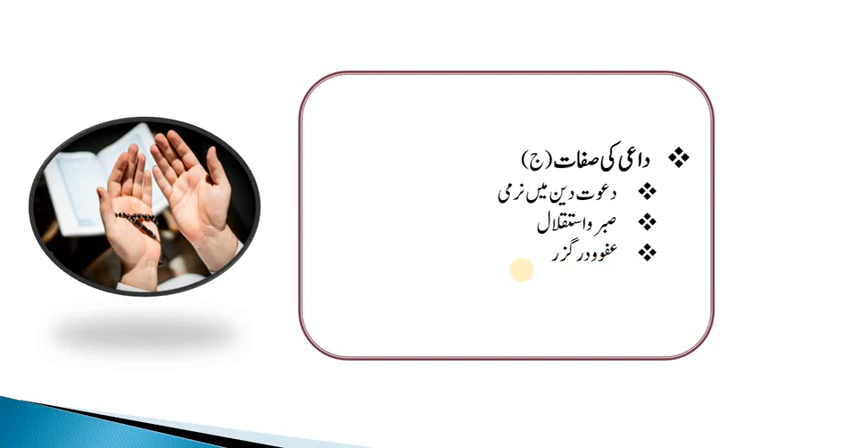 داعی کی صفات (ج)
دعوت دین میں نرمی
صبر واستقلال
عفوودرگزر